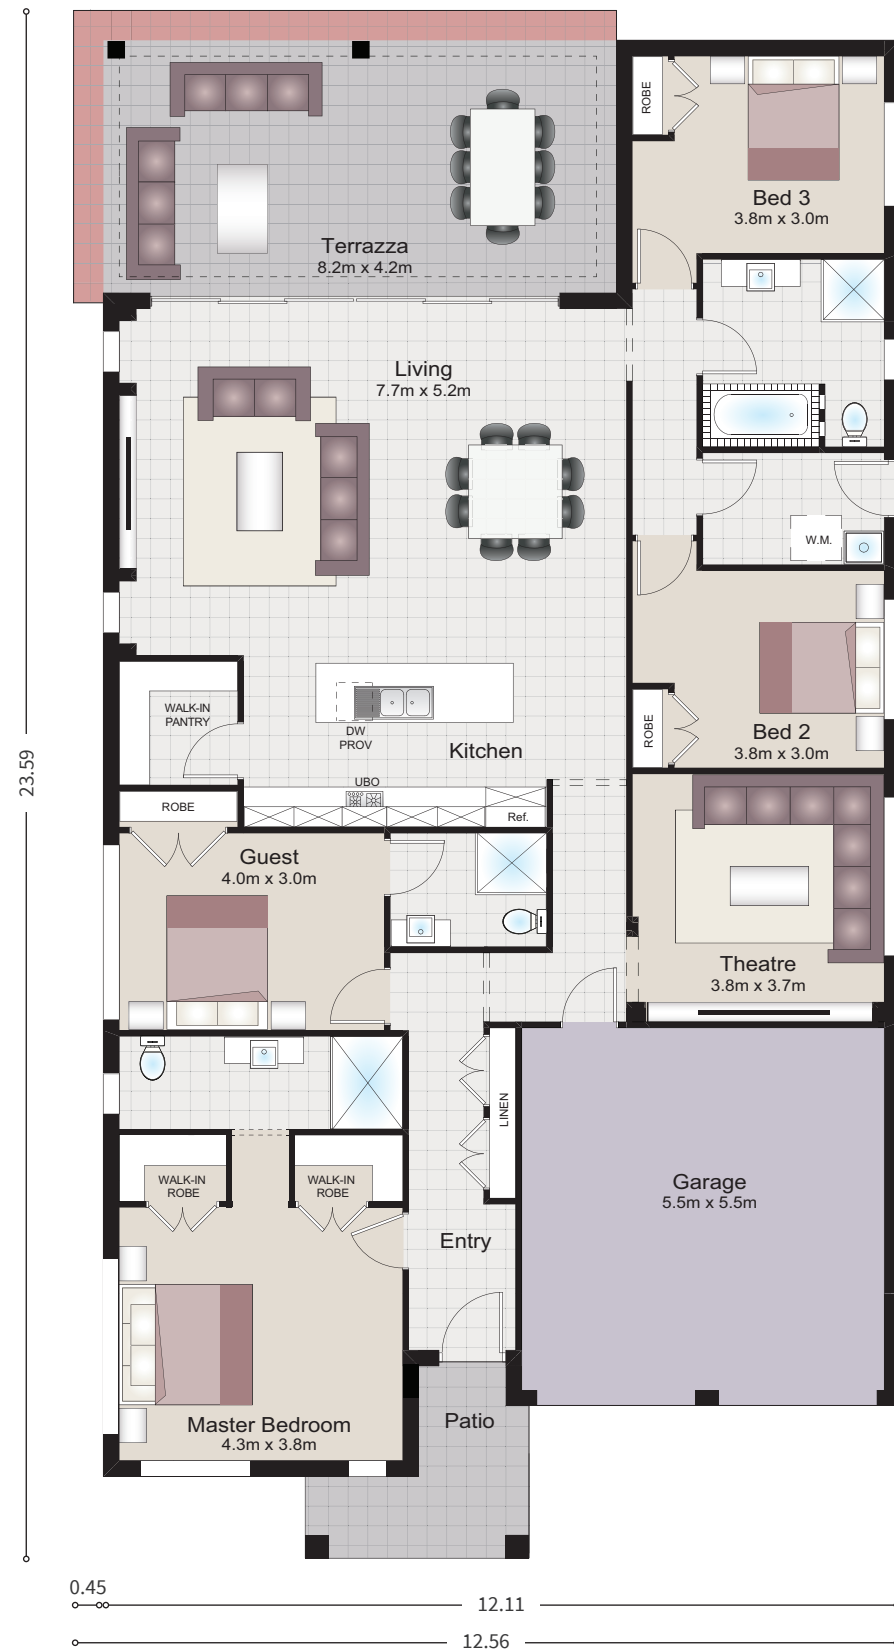 ROBE
Bed 3
3.8m x 3.0m
Terrazza
8.2m x 4.2m
Living
7.7m x 5.2m
W.M.
WALK-IN
PANTRY
DW
PROV
Kitchen
ROBE
Bed 2
3.8m x 3.0m
23.59
UBO
ROBE
Ref.
Guest
4.0m x 3.0m
Theatre
3.8m x 3.7m
LINEN
WALK-IN
ROBE
WALK-IN
ROBE
Garage
5.5m x 5.5m
Entry
Master Bedroom
4.3m x 3.8m
Patio
0.45
12.11
12.56